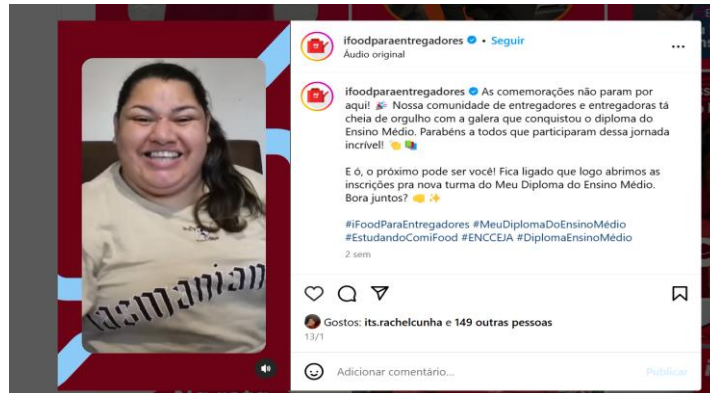 ifoodparaentregadores • Seguir
Áudio original
ifoodparaentregadores As comemorações não param por
aqui! 🎉 Nossa comunidade de entregadores e entregadoras tá
cheia de orgulho com a galera que conquistou o diploma do
Ensino Médio. Parabéns a todos que participaram dessa jornada
incrível! 👏 📚
E ó, o próximo pode ser você! Fica ligado que logo abrimos as
inscrições pra nova turma do Meu Diploma do Ensino Médio.
Bora juntos? 🤜 ✨
#iFoodParaEntregadores #MeuDiplomaDoEnsinoMédio
#EstudandoComiFood #ENCCEJA #DiplomaEnsinoMédio
2 sem
Gostos: its.rachelcunha e 149 outras pessoas
13/1
Adicionar comentário... Publicar
Tasmanian